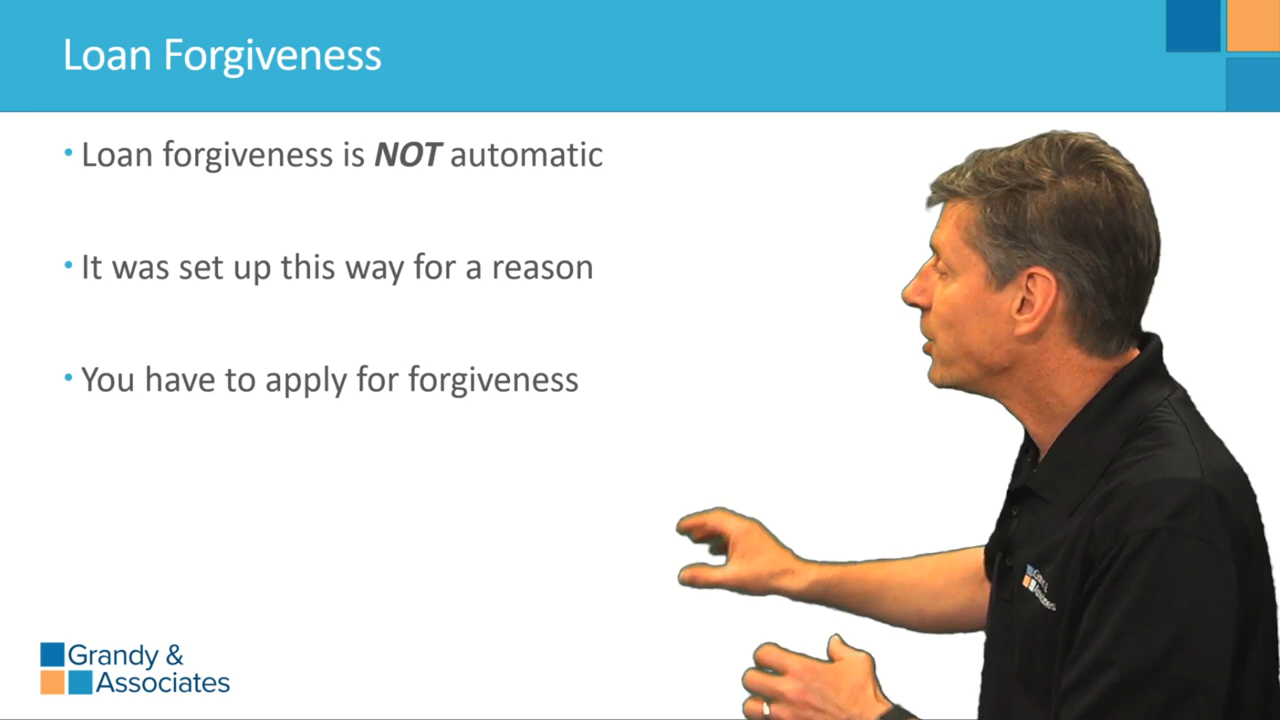 Loan Forgiveness
• Loan forgiveness is NOT automatic
• It was set up this way for a reason
• You have to apply for forgiveness
Grandy &
Associates